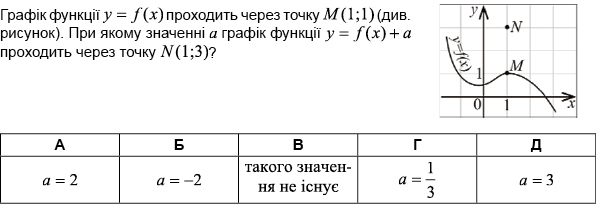 Графік функції y = f(x) проходить через точку M(1;1) (див.
рисунок). При якому значенні a графік функції y = f(x) + a
проходить через точку N(1;3)?
y
N
y=f(x)
M
1
0 1 x
А Б В Г Д
a = 2 a = −2 такого значен-
ня не існує a = 1/3 a = 3